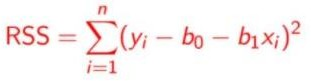 RSS = \sum_{i=1}^{n} (y_i - b_0 - b_1 x_i)^2